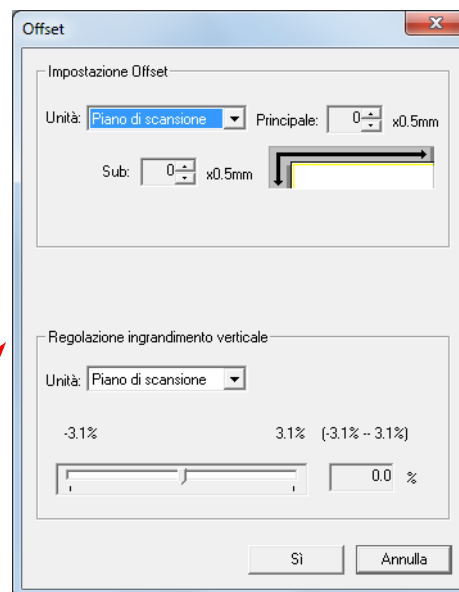 Offset
Impostazione Offset
Unità: Piano di scansione Principale: 0 x0.5mm
Sub: 0 x0.5mm
Regolazione ingrandimento verticale
Unità: Piano di scansione
-3.1% 3.1% (-3.1% -- 3.1%)
0.0 %
Sì Annulla